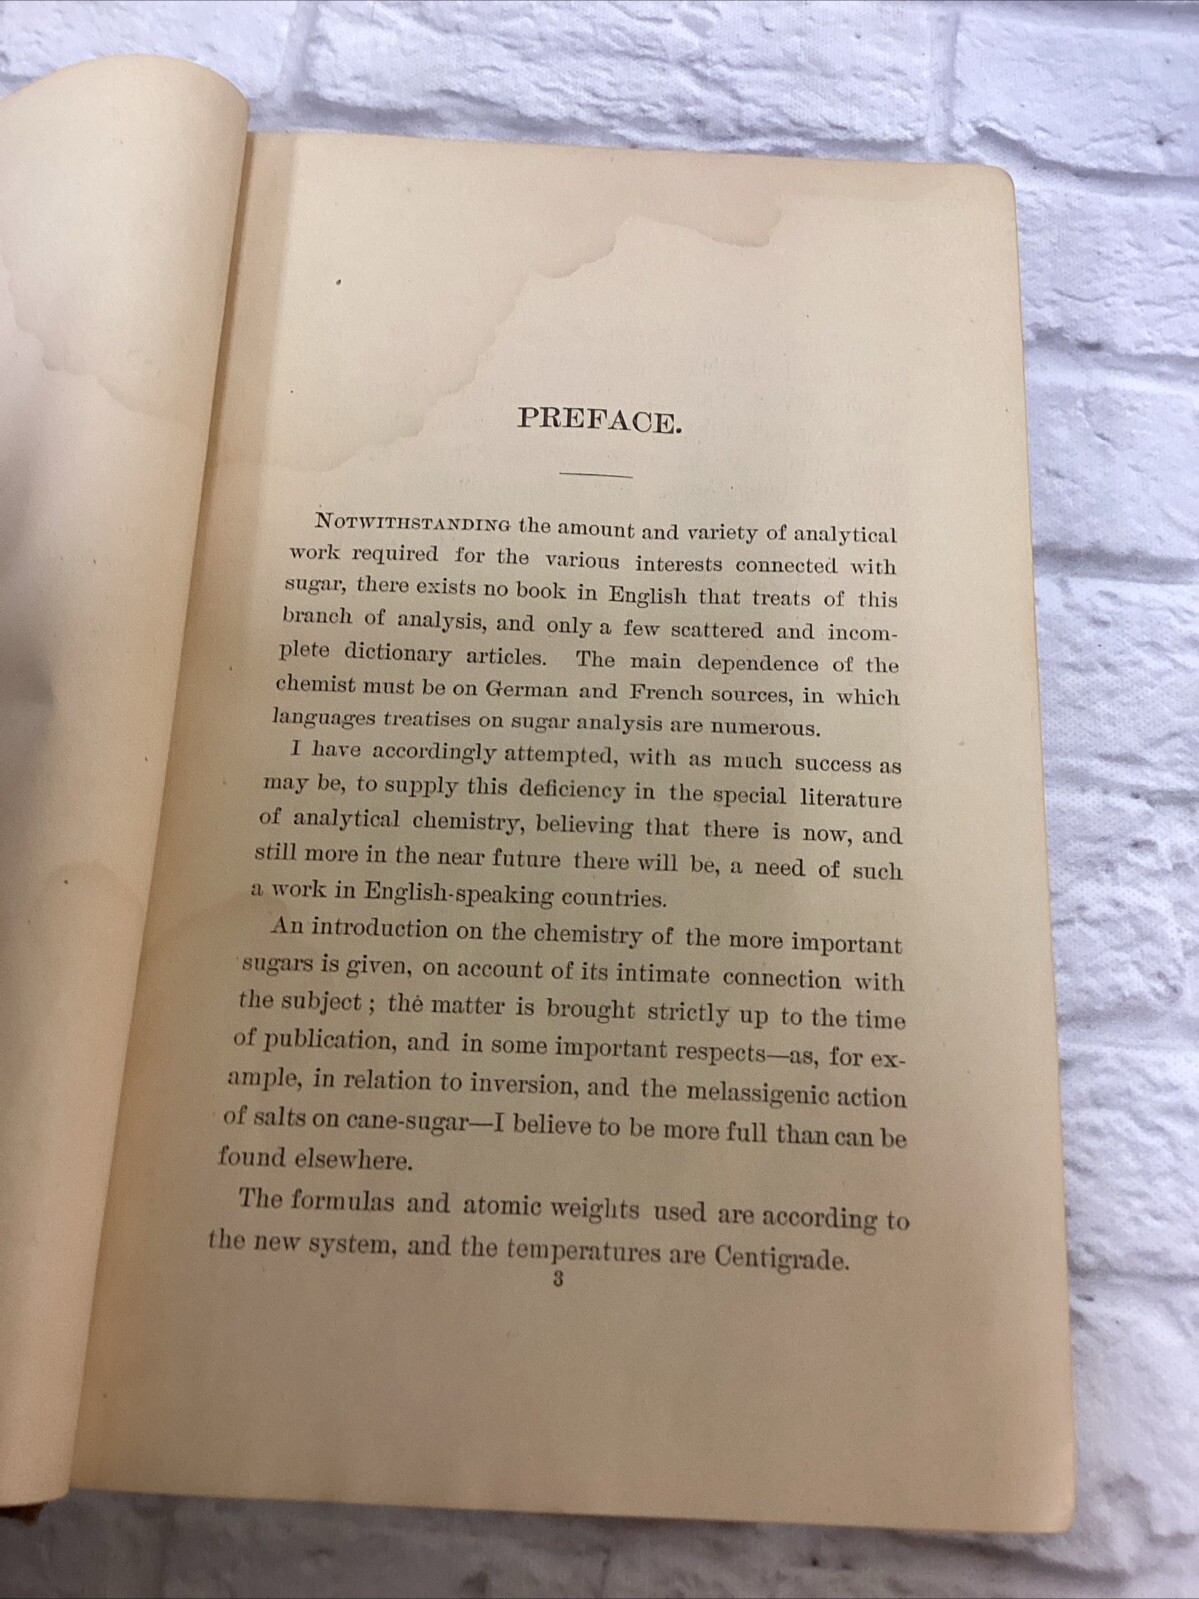 PREFACE.
NOTWITHSTANDING the amount and variety of analytical
work required for the various interests connected with
sugar, there exists no book in English that treats of this
branch of analysis, and only a few scattered and incom-
plete dictionary articles. The main dependence of the
chemist must be on German and French sources, in which
languages treatises on sugar analysis are numerous.
I have accordingly attempted, with as much success as
may be, to supply this deficiency in the special literature
of analytical chemistry, believing that there is now, and
still more in the near future there will be, a need of such
a work in English-speaking countries.
An introduction on the chemistry of the more important
sugars is given, on account of its intimate connection with
the subject; the matter is brought strictly up to the time
of publication, and in some important respects—as, for ex-
ample, in relation to inversion, and the melassigenic action
of salts on cane-sugar—I believe to be more full than can be
found elsewhere.
The formulas and atomic weights used are according to
the new system, and the temperatures are Centigrade.
3